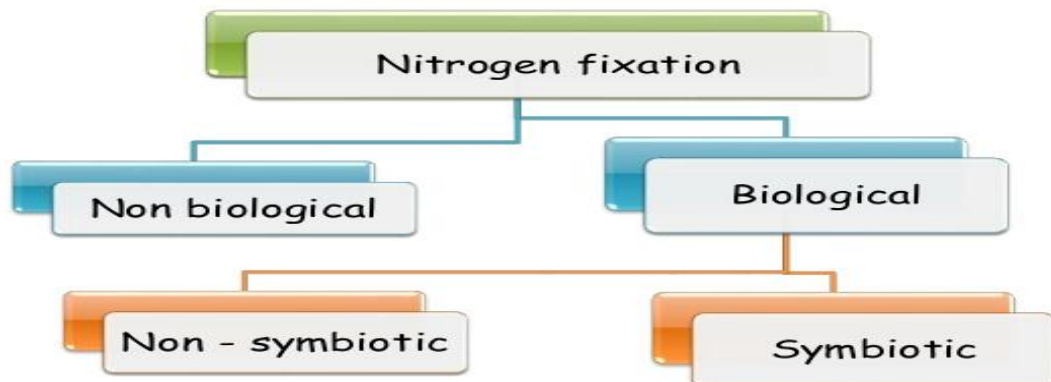 Nitrogen fixation
Non biological
Biological
Non - symbiotic
Symbiotic